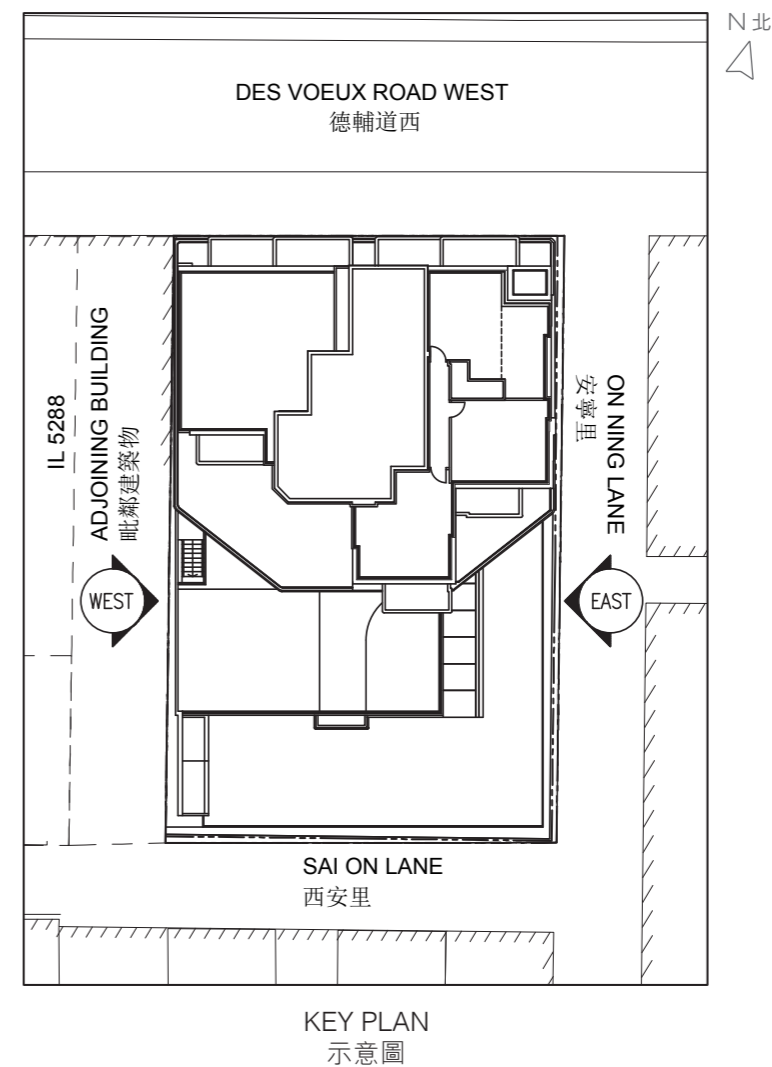 N 北
DES VOEUX ROAD WEST
德輔道西
IL 5288
ADJOINING BUILDING
毗鄰建築物
ON NING LANE
安寧里
WEST
EAST
SAI ON LANE
西安里
KEY PLAN
示意圖